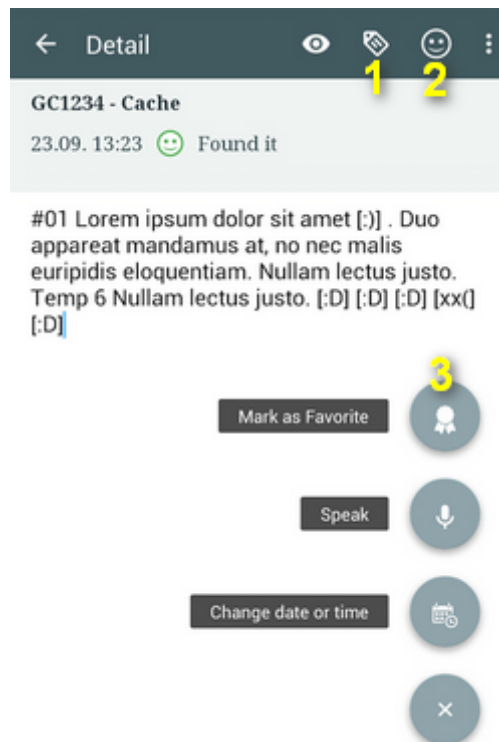 Detail
1 2
GC1234 - Cache
23.09. 13:23 Found it
#01 Lorem ipsum dolor sit amet [:)] . Duo
appareat mandamus at, no nec malis
euripidis eloquentiam. Nullam lectus justo.
Temp 6 Nullam lectus justo. [:D] [:D] [:D] [xx(]
[:D]
3
Mark as Favorite
Speak
Change date or time